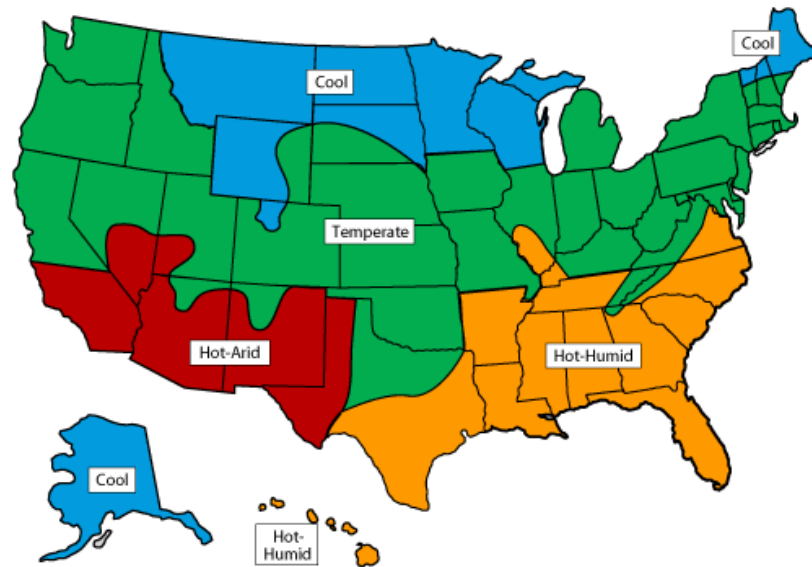 Cool
Cool
Temperate
Hot-Arid
Hot-Humid
Cool
Hot-
Humid